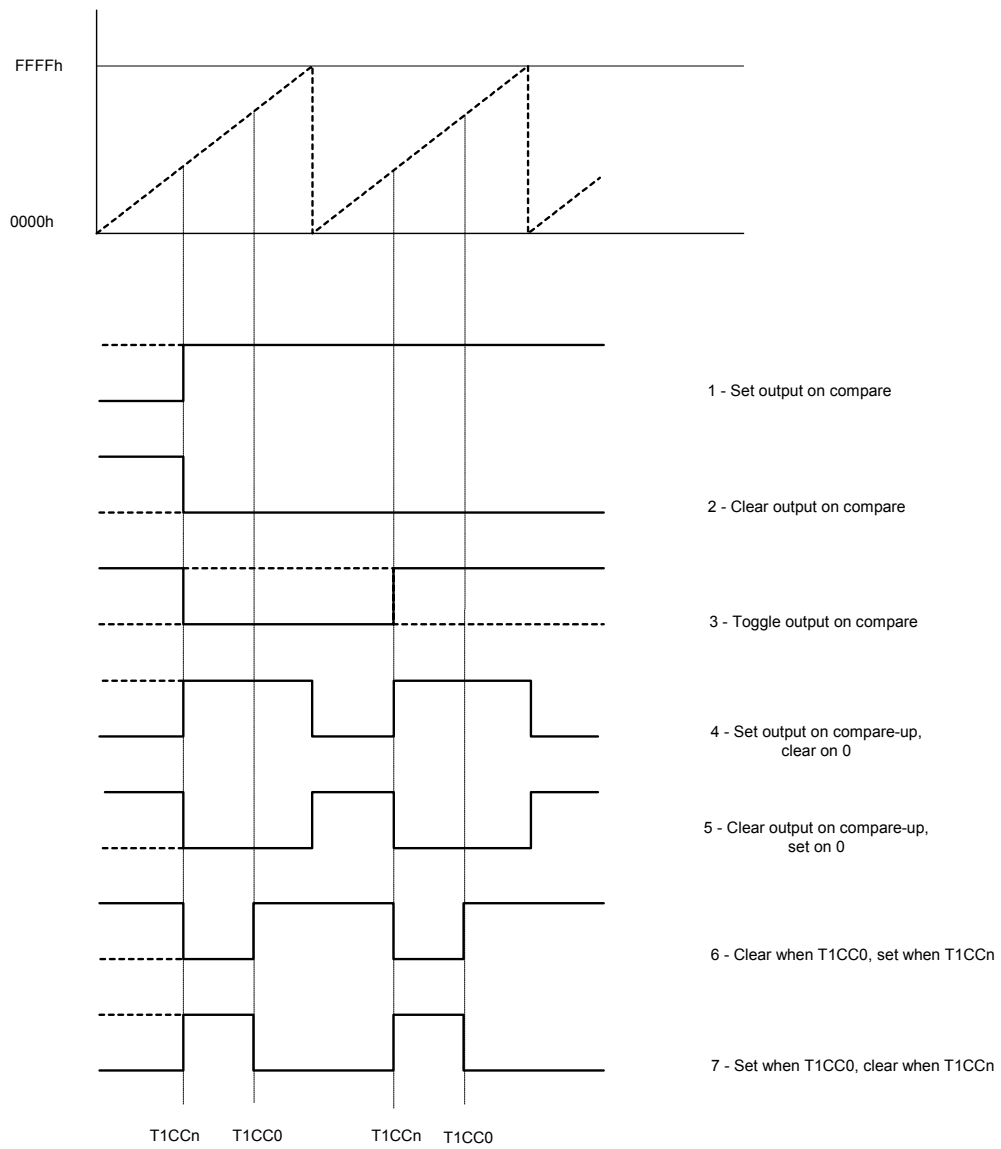 FFFFh
0000h
1 - Set output on compare
2 - Clear output on compare
3 - Toggle output on compare
4 - Set output on compare-up,
clear on 0
5 - Clear output on compare-up,
set on 0
6 - Clear when T1CC0, set when T1CCn
7 - Set when T1CC0, clear when T1CCn
T1CCn T1CC0 T1CCn T1CC0